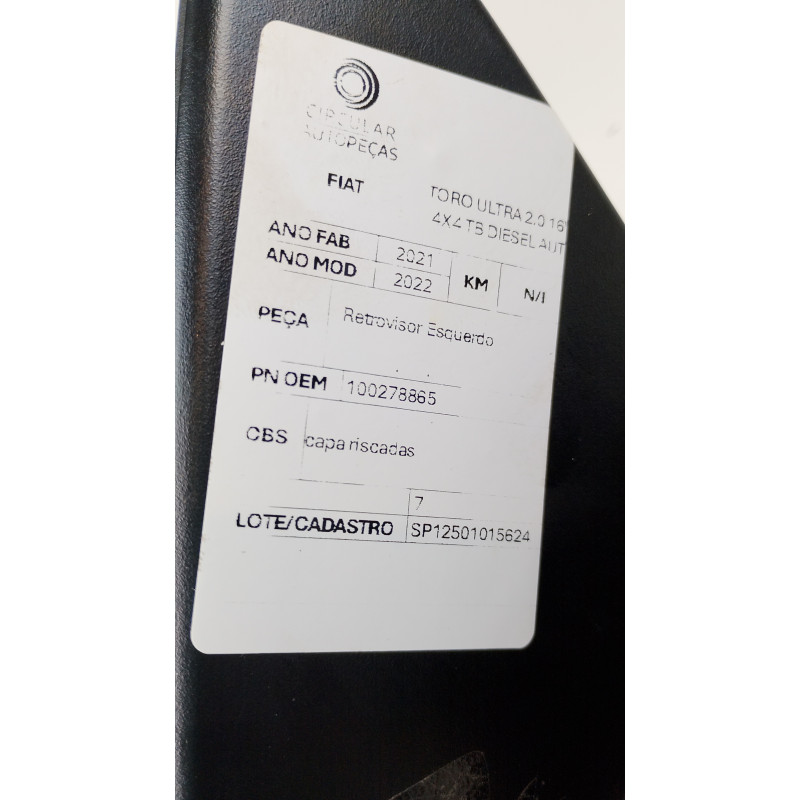 CIRCULAR
AUTOPEÇAS
FIAT
TORO ULTRA 2.0 16V
4X4 TB DIESEL AUT
ANO FAB 2021
ANO MOD 2022 KM N/I
PEÇA Retrovisor Esquerdo
PN OEM 100278865
OBS capa riscadas
7
LOTE/CADASTRO SP12501015624